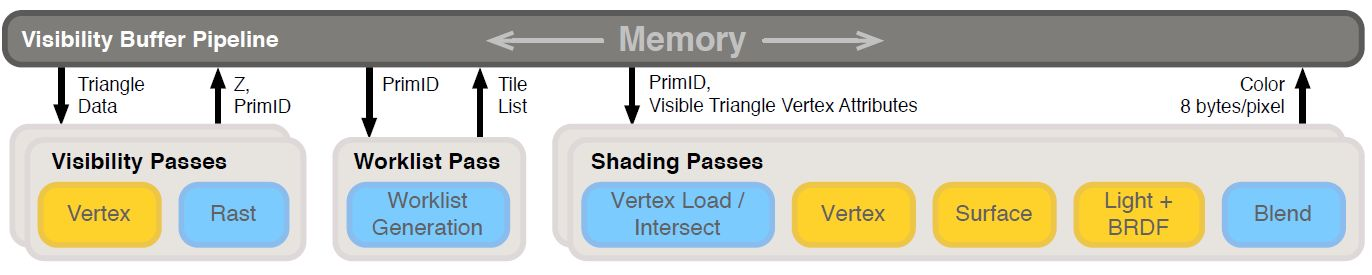 Visibility Buffer Pipeline
Memory
Triangle
Data
Z,
PrimID
PrimID
Tile
List
PrimID,
Visible Triangle Vertex Attributes
Color
8 bytes/pixel
Visibility Passes
Vertex
Rast
Worklist Pass
Worklist
Generation
Shading Passes
Vertex Load /
Intersect
Vertex
Surface
Light +
BRDF
Blend